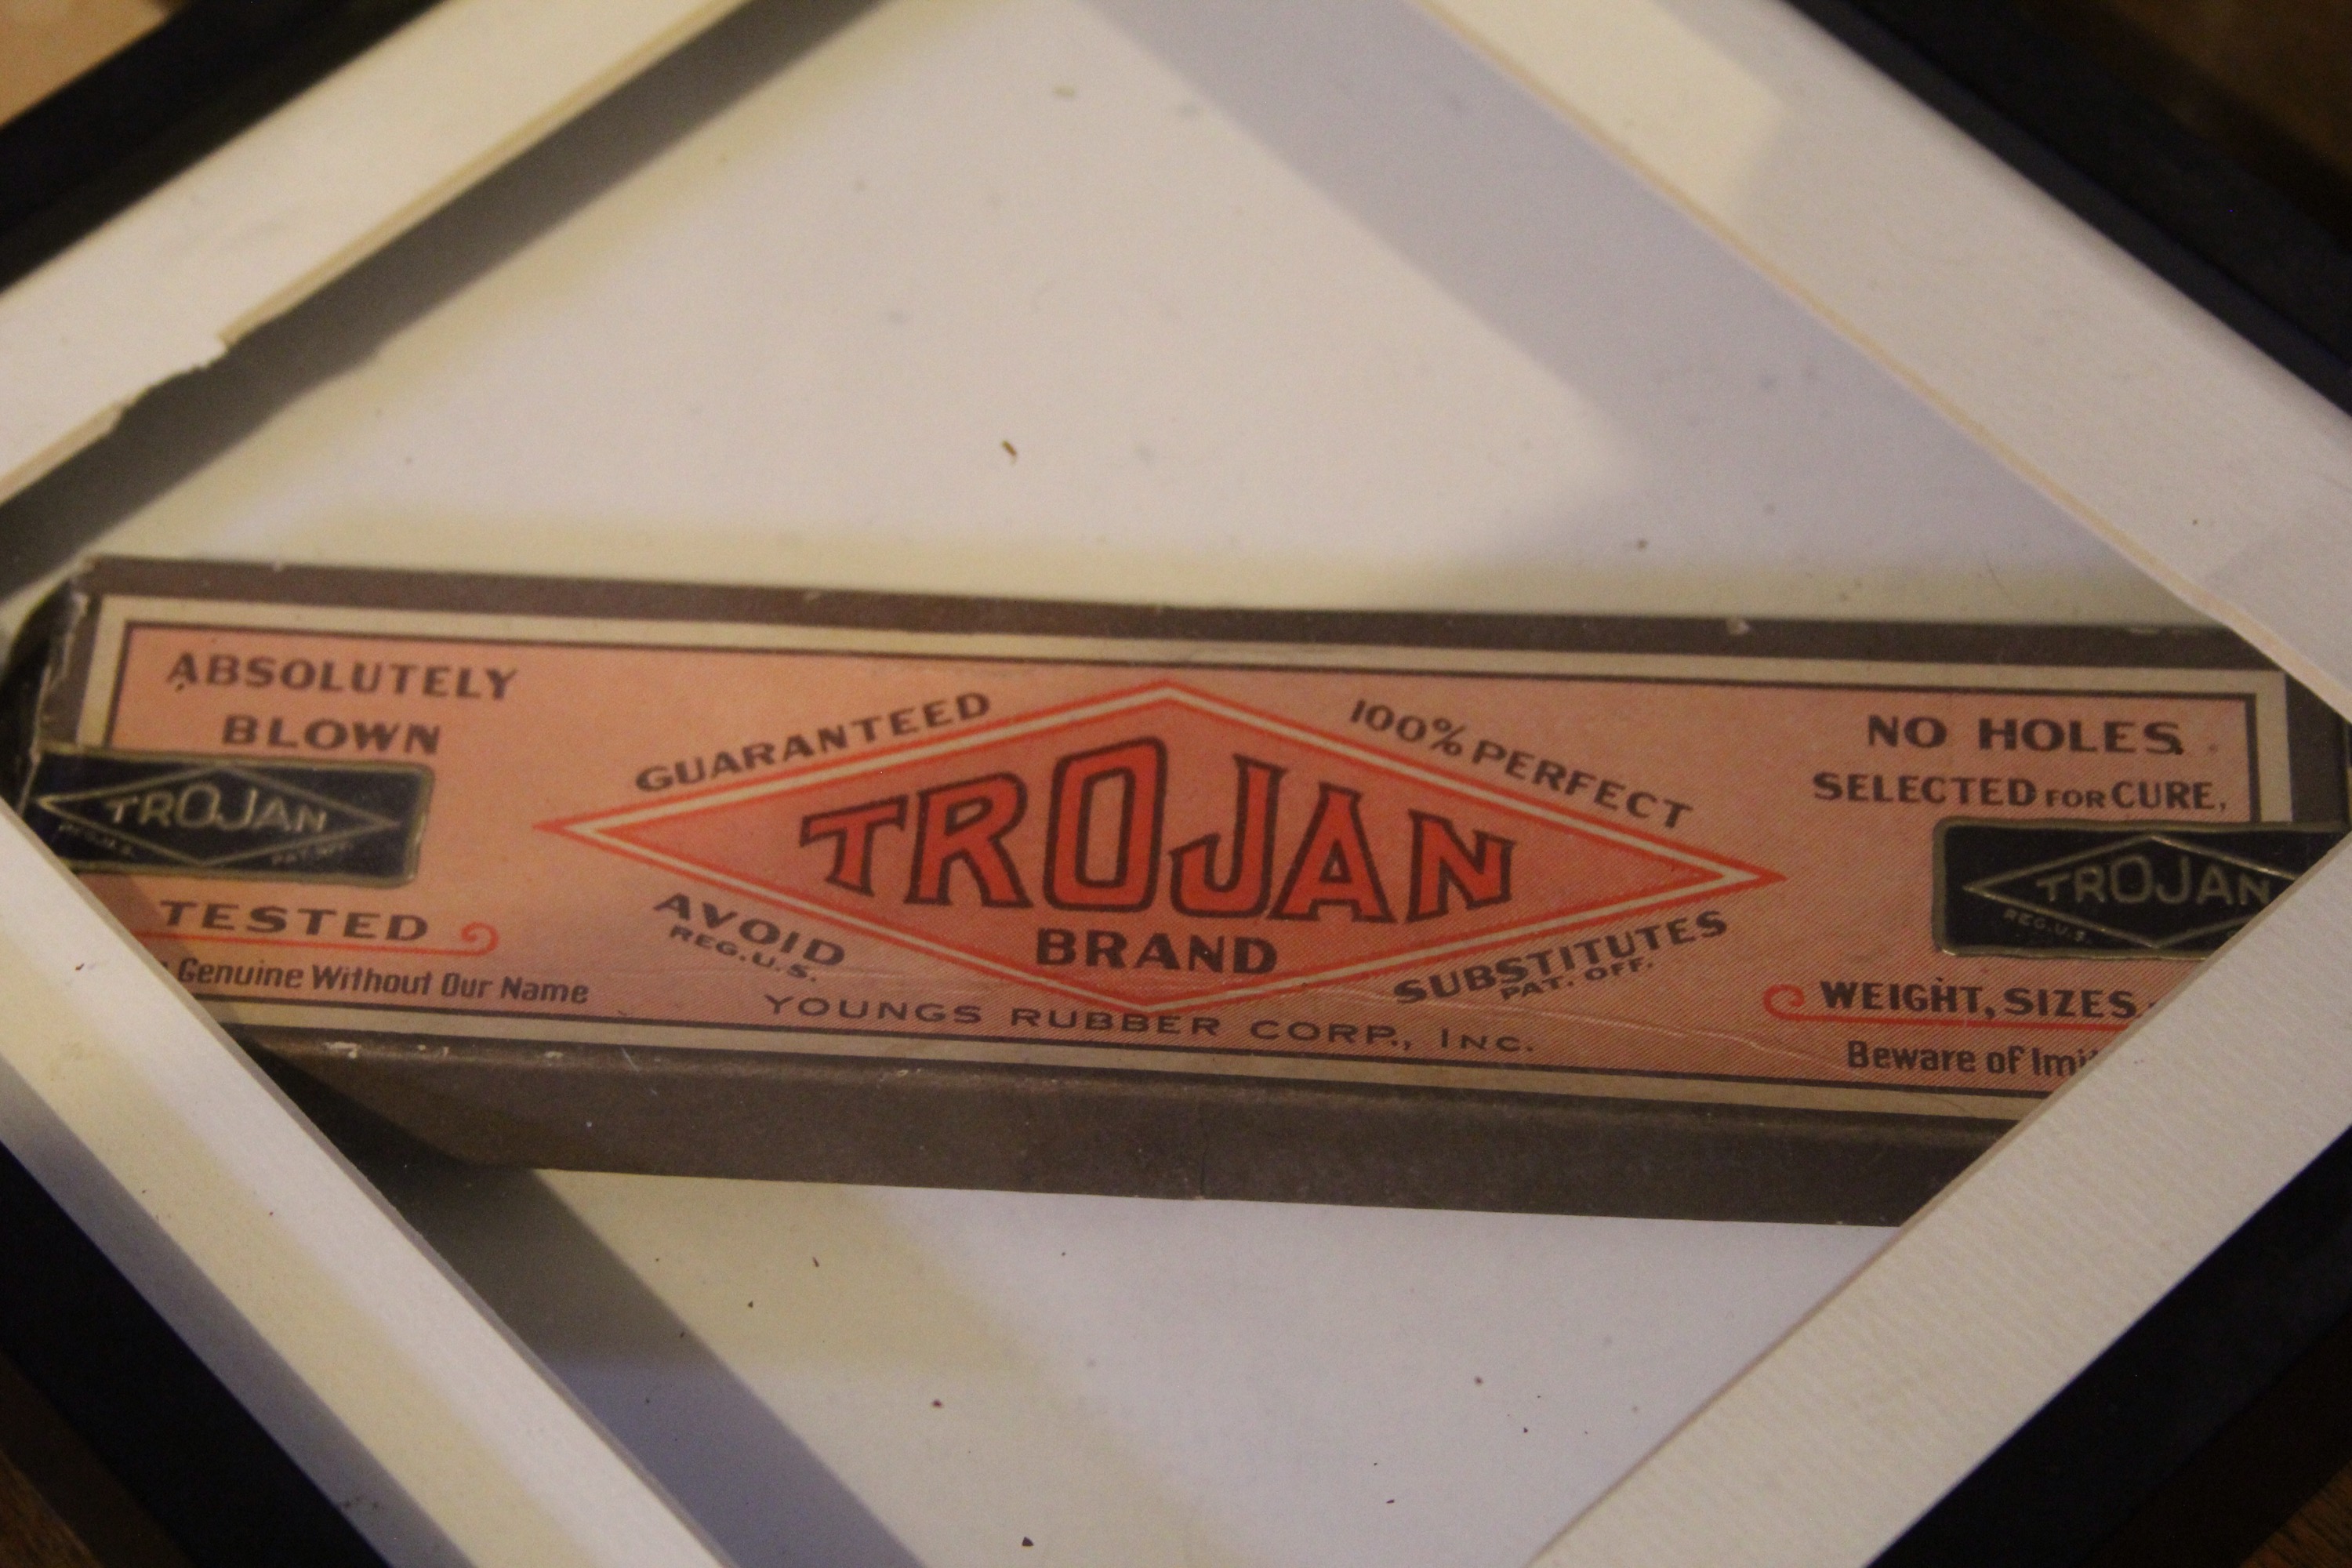 ABSOLUTELY
BLOWN
TROJAN
TESTED
Genuine Without Our Name
GUARANTEED
100% PERFECT
TROJAN
BRAND
AVOID
REG.U.S.
SUBSTITUTES
PAT. OFF.
YOUNGS RUBBER CORP., INC.
NO HOLES
SELECTED FOR CURE,
TROJAN
REG.U.S.
WEIGHT, SIZES
Beware of